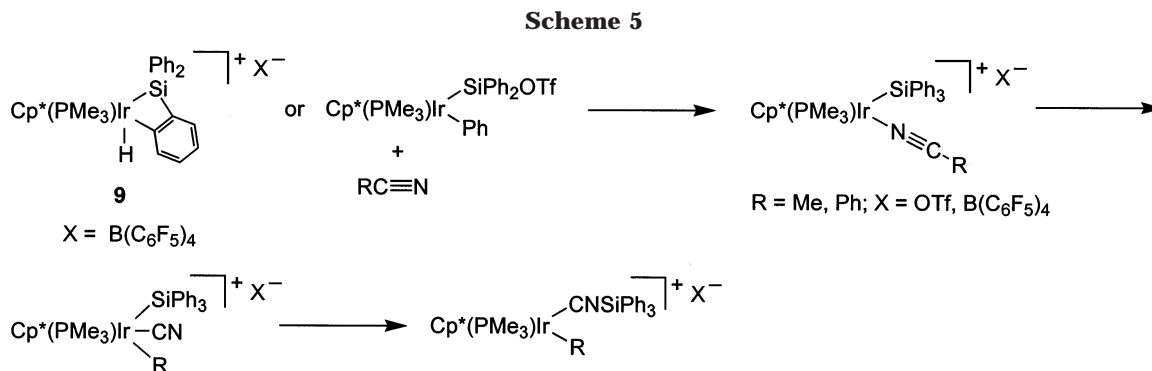 Scheme 5
Ph2
Si
+ X−
Cp*(PMe3)Ir
H
9
X = B(C6F5)4
or
SiPh2OTf
Cp*(PMe3)Ir
Ph
+
RC≡N
+ X−
SiPh3
Cp*(PMe3)Ir
N≡C
R
R = Me, Ph; X = OTf, B(C6F5)4
+ X−
SiPh3
Cp*(PMe3)Ir—CN
R
+ X−
CNSiPh3
Cp*(PMe3)Ir
R